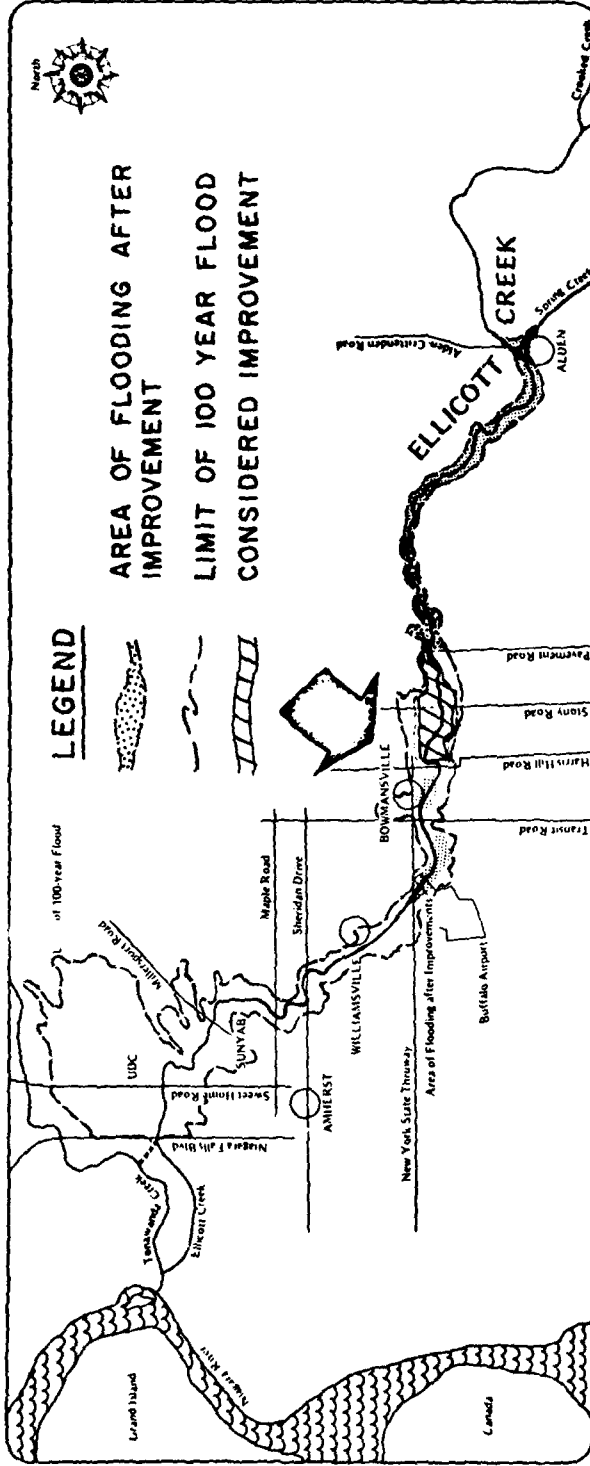 North
LEGEND
AREA OF FLOODING AFTER
IMPROVEMENT
LIMIT OF 100 YEAR FLOOD
CONSIDERED IMPROVEMENT
of 100-year Flood
Millersport Road
UDC
SUNYAB
Sweet Home Road
Niagara Falls Blvd
Maple Road
Sheridan Drive
AMHERST
WILLIAMSVILLE
New York State Thruway
Area of Flooding after Improvements
Buffalo Airport
BOWMANSVILLE
Transit Road
Harris Hill Road
Stony Road
Pavement Road
ELLICOTT
CREEK
Alden Crittenden Road
ALDEN
Spring Creek
Crooked Creek
Tonawanda Creek
Ellicott Creek
Niagara River
Grand Island
Canada